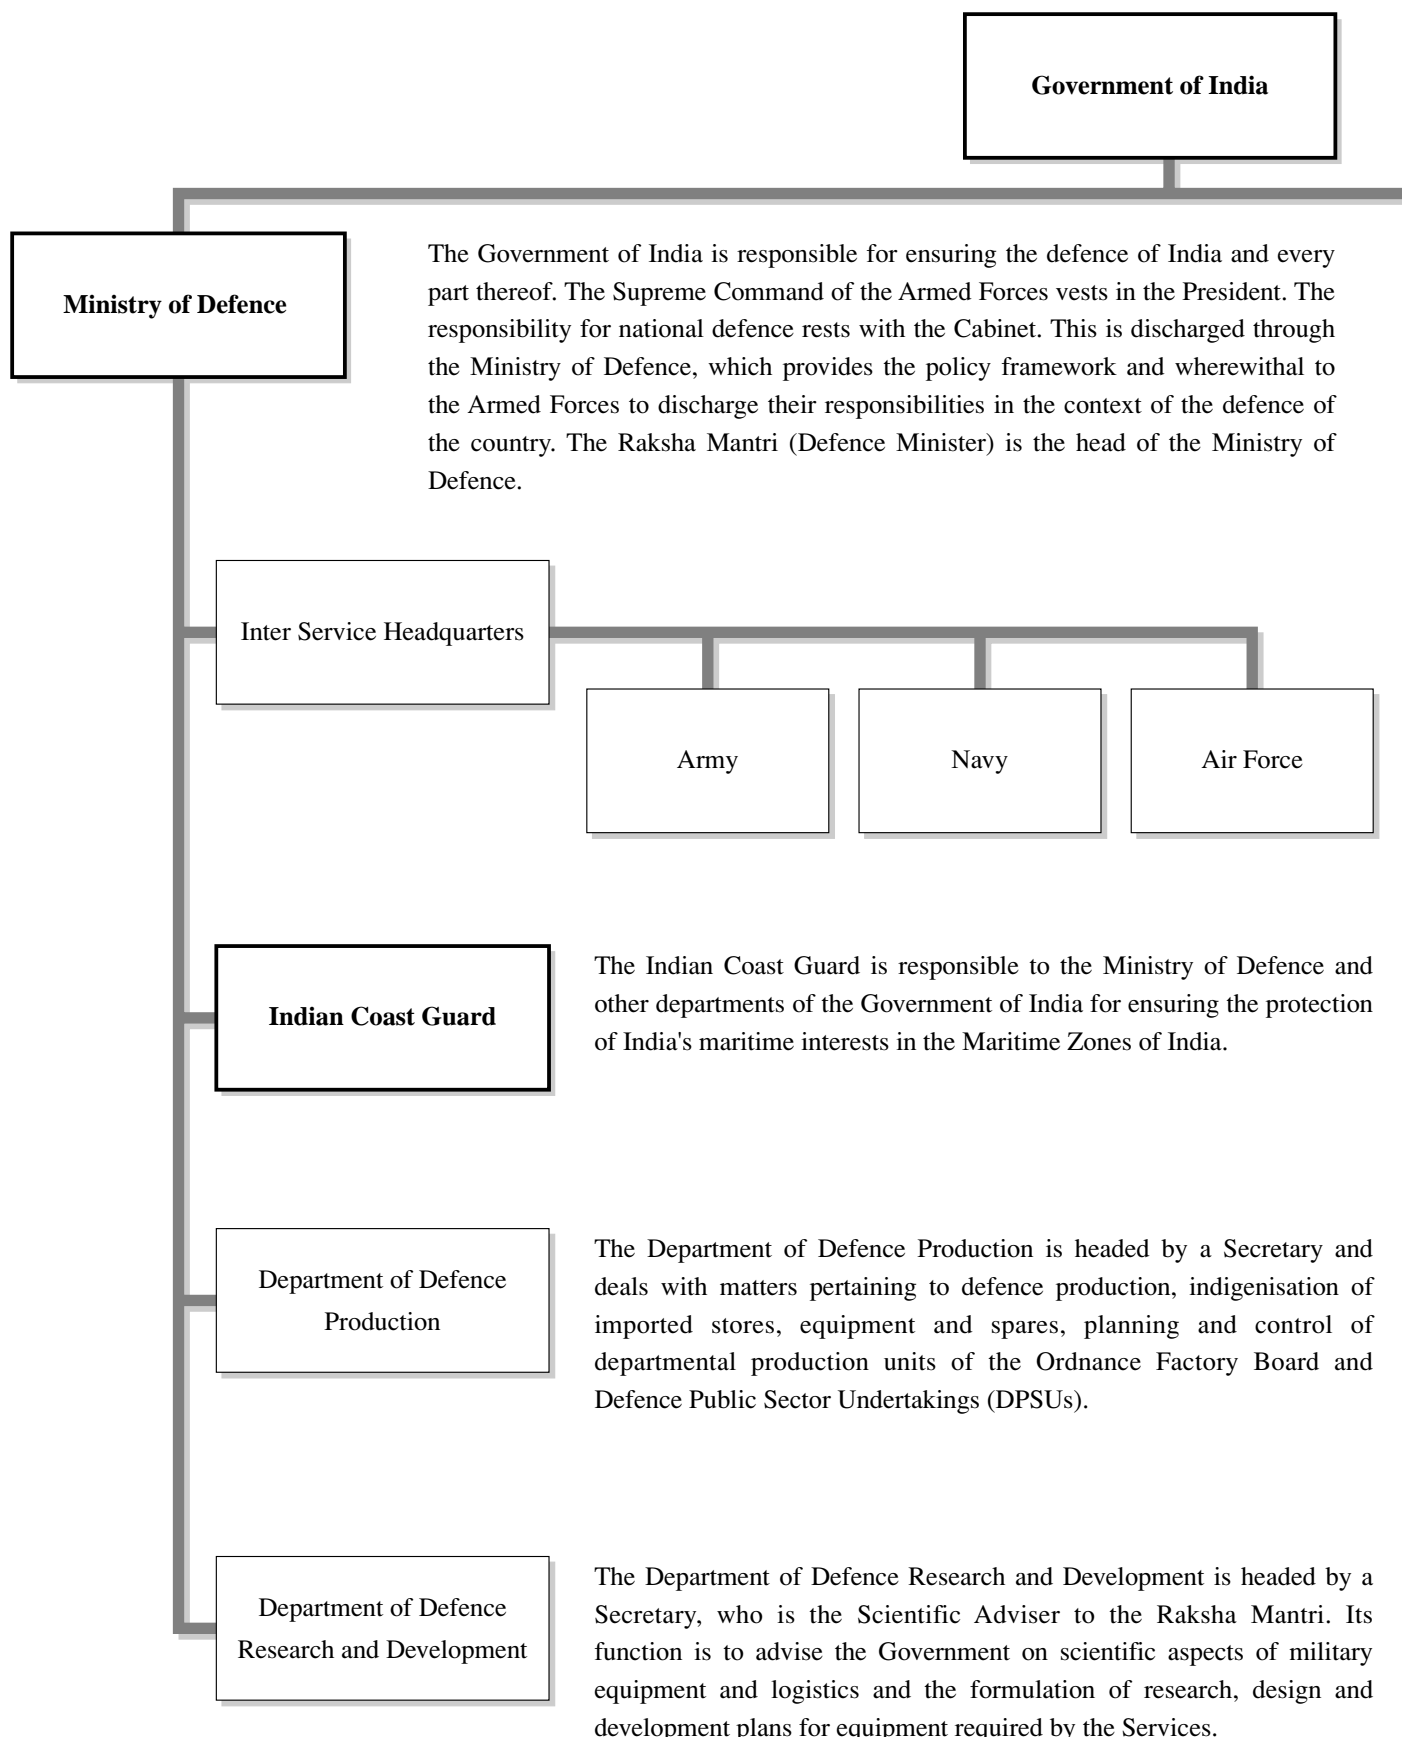 Government of India
Ministry of Defence
The Government of India is responsible for ensuring the defence of India and every
part thereof. The Supreme Command of the Armed Forces vests in the President. The
responsibility for national defence rests with the Cabinet. This is discharged through
the Ministry of Defence, which provides the policy framework and wherewithal to
the Armed Forces to discharge their responsibilities in the context of the defence of
the country. The Raksha Mantri (Defence Minister) is the head of the Ministry of
Defence.
Inter Service Headquarters
Army
Navy
Air Force
Indian Coast Guard
The Indian Coast Guard is responsible to the Ministry of Defence and
other departments of the Government of India for ensuring the protection
of India's maritime interests in the Maritime Zones of India.
Department of Defence
Production
The Department of Defence Production is headed by a Secretary and
deals with matters pertaining to defence production, indigenisation of
imported stores, equipment and spares, planning and control of
departmental production units of the Ordnance Factory Board and
Defence Public Sector Undertakings (DPSUs).
Department of Defence
Research and Development
The Department of Defence Research and Development is headed by a
Secretary, who is the Scientific Adviser to the Raksha Mantri. Its
function is to advise the Government on scientific aspects of military
equipment and logistics and the formulation of research, design and
development plans for equipment required by the Services.